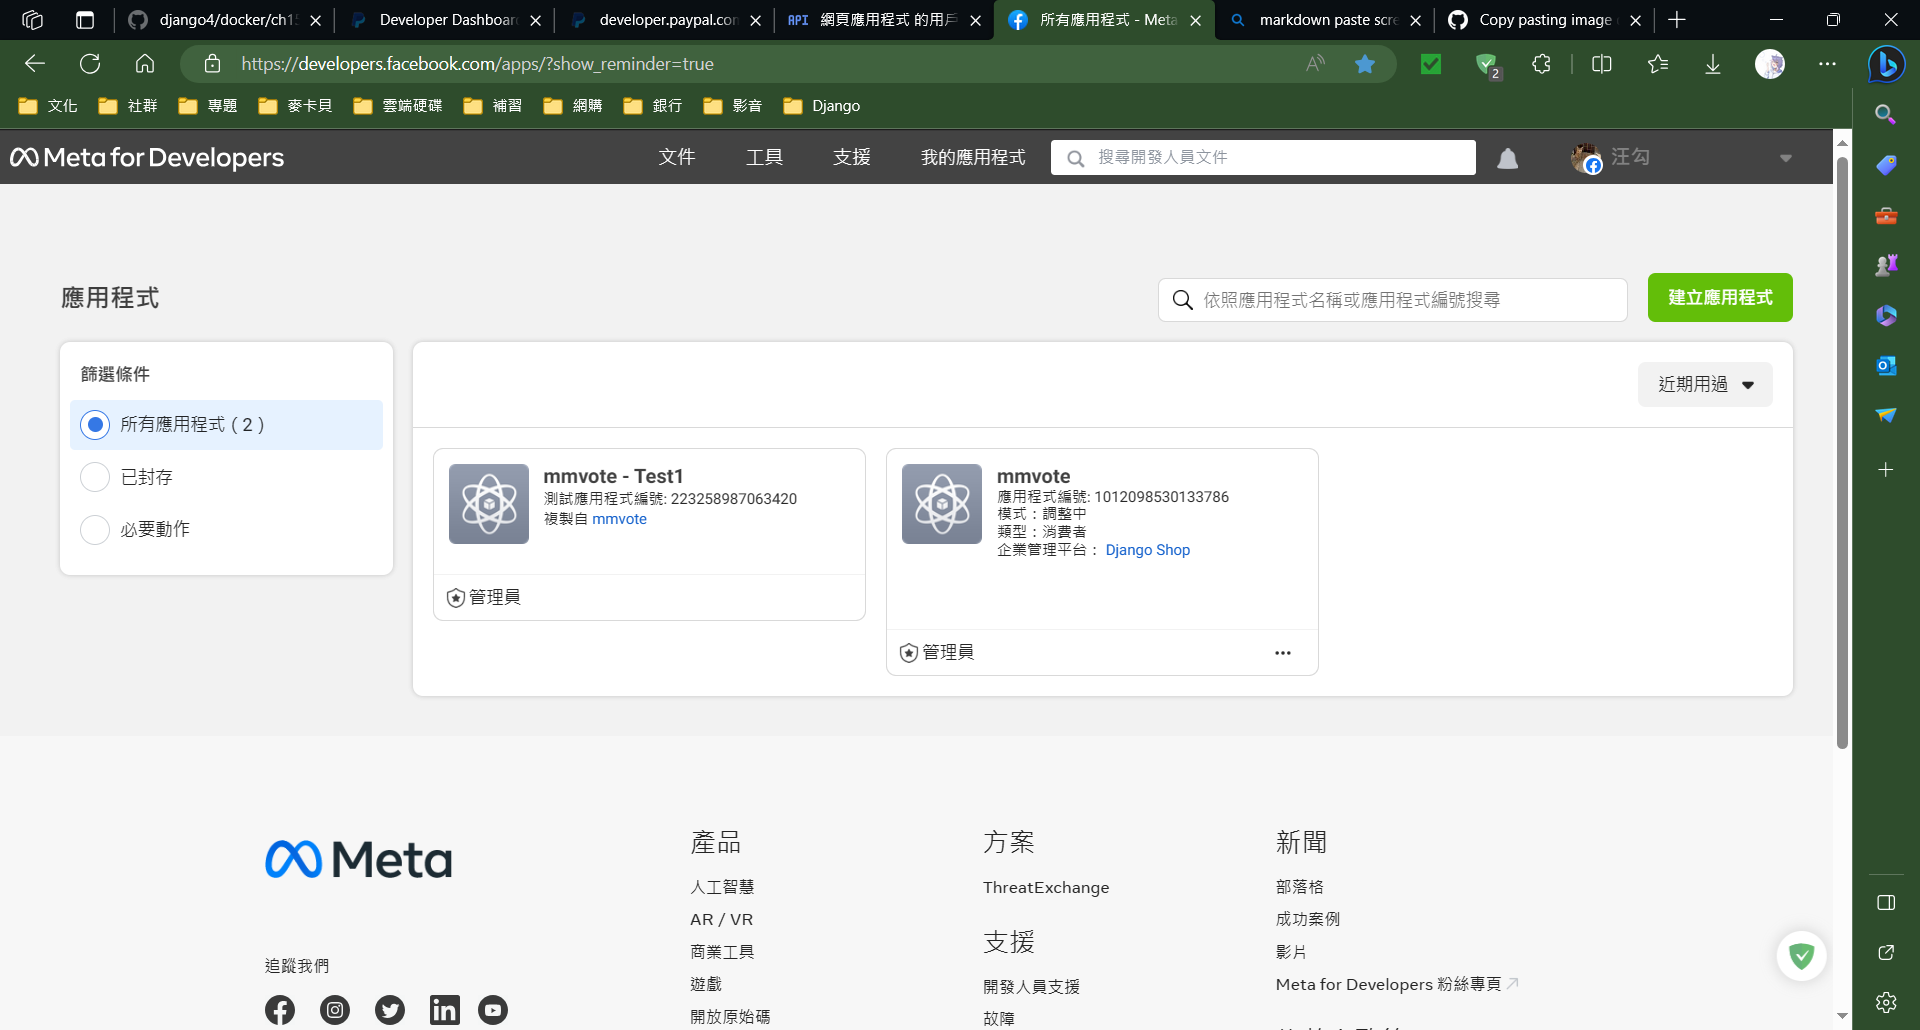 django4/docker/ch1
Developer Dashboar
developer.paypal.com
API 網頁應用程式 的用戶
所有應用程式 - Meta
markdown paste scre
Copy pasting image
https://developers.facebook.com/apps/?show_reminder=true
2
文化
社群
專題
麥卡貝
雲端硬碟
補習
網購
銀行
影音
Django
Meta for Developers
文件
工具
支援
我的應用程式
搜尋開發人員文件
汪勾
應用程式
依照應用程式名稱或應用程式編號搜尋
建立應用程式
篩選條件
所有應用程式 ( 2 )
已封存
必要動作
近期用過
mmvote - Test1
測試應用程式編號: 223258987063420
複製自 mmvote
管理員
mmvote
應用程式編號: 1012098530133786
模式：調整中
類型：消費者
企業管理平台： Django Shop
管理員
Meta
追蹤我們
產品
人工智慧
AR / VR
商業工具
遊戲
開放原始碼
方案
ThreatExchange
支援
開發人員支援
故障
新聞
部落格
成功案例
影片
Meta for Developers 粉絲專頁